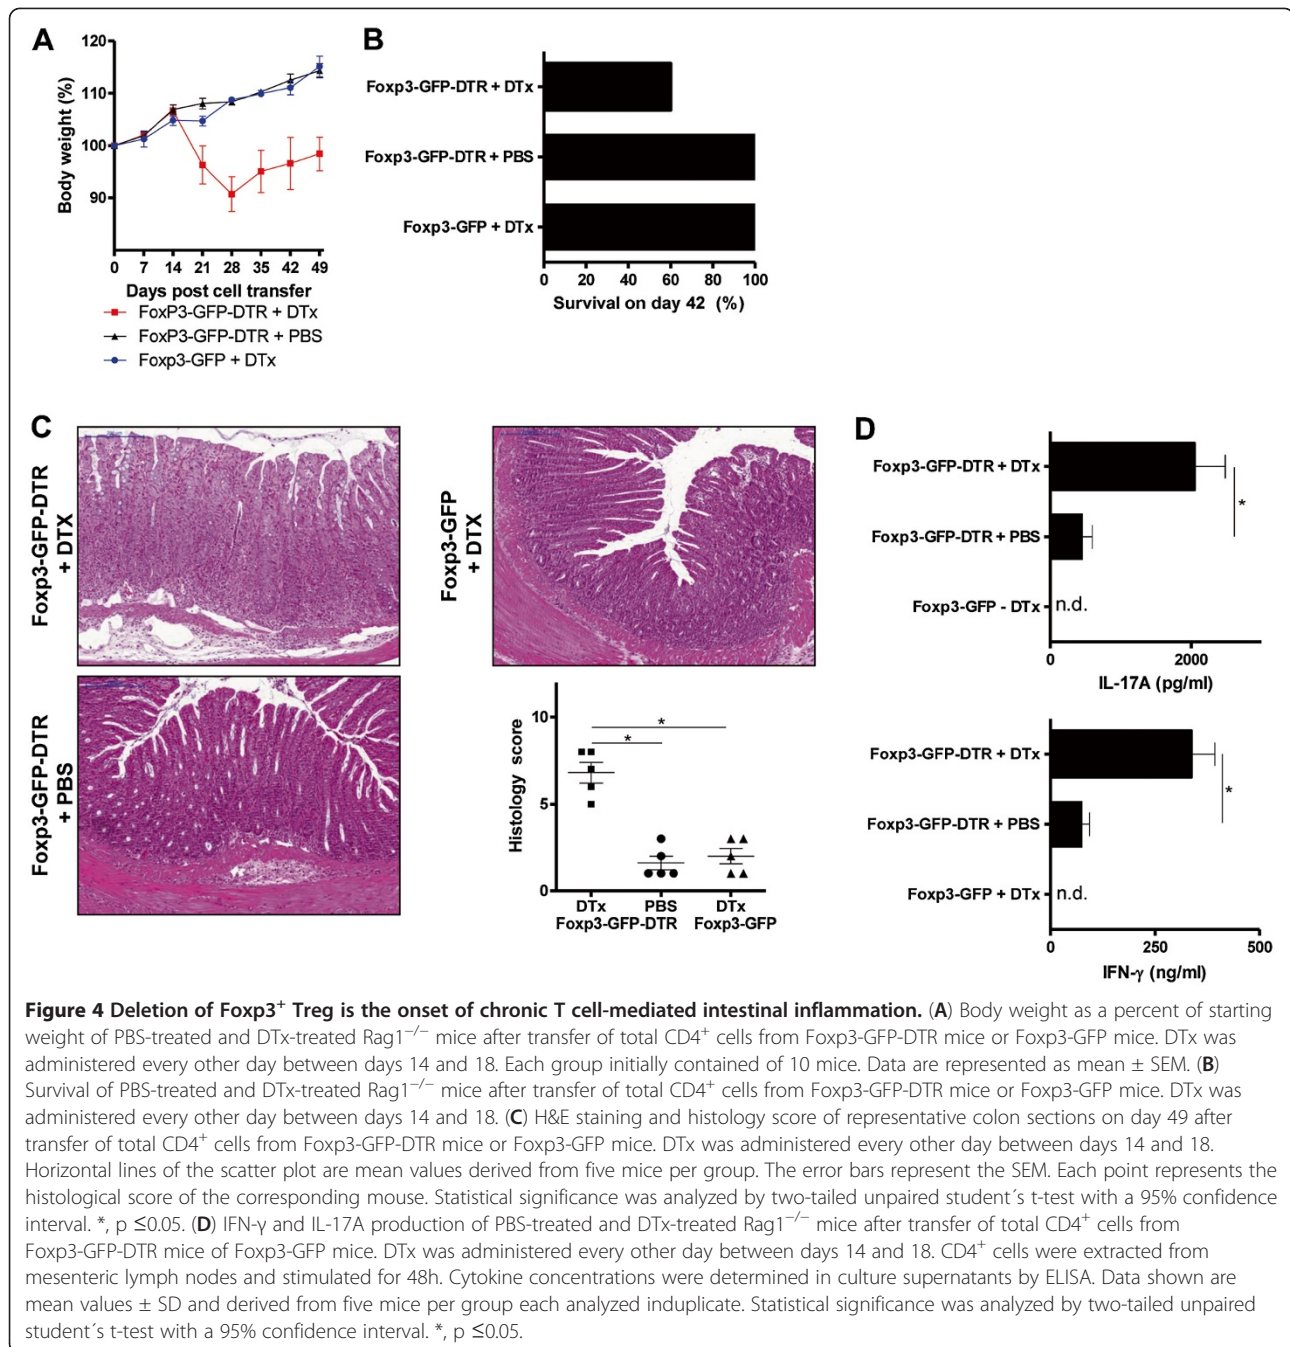 A
120
110
100
90
Body weight (%)
0 7 14 21 28 35 42 49
Days post cell transfer
FoxP3-GFP-DTR + DTx
FoxP3-GFP-DTR + PBS
Foxp3-GFP + DTx
B
Foxp3-GFP-DTR + DTx
Foxp3-GFP-DTR + PBS
Foxp3-GFP + DTx
0 20 40 60 80 100
Survival on day 42 (%)
C
Foxp3-GFP-DTR
+ DTX
Foxp3-GFP
+ DTX
Foxp3-GFP-DTR
+ PBS
Histology score
10
5
0
*
*
DTx PBS DTx
Foxp3-GFP-DTR Foxp3-GFP
D
Foxp3-GFP-DTR + DTx
Foxp3-GFP-DTR + PBS
Foxp3-GFP - DTx
n.d.
*
0 2000
IL-17A (pg/ml)
Foxp3-GFP-DTR + DTx
Foxp3-GFP-DTR + PBS
Foxp3-GFP + DTx
n.d.
*
0 250 500
IFN-γ (ng/ml)
Figure 4 Deletion of Foxp3⁺ Treg is the onset of chronic T cell-mediated intestinal inflammation. (A) Body weight as a percent of starting
weight of PBS-treated and DTx-treated Rag1⁻/⁻ mice after transfer of total CD4⁺ cells from Foxp3-GFP-DTR mice or Foxp3-GFP mice. DTx was
administered every other day between days 14 and 18. Each group initially contained of 10 mice. Data are represented as mean ± SEM. (B)
Survival of PBS-treated and DTx-treated Rag1⁻/⁻ mice after transfer of total CD4⁺ cells from Foxp3-GFP-DTR mice or Foxp3-GFP mice. DTx was
administered every other day between days 14 and 18. (C) H&E staining and histology score of representative colon sections on day 49 after
transfer of total CD4⁺ cells from Foxp3-GFP-DTR mice or Foxp3-GFP mice. DTx was administered every other day between days 14 and 18.
Horizontal lines of the scatter plot are mean values derived from five mice per group. The error bars represent the SEM. Each point represents the
histological score of the corresponding mouse. Statistical significance was analyzed by two-tailed unpaired student´s t-test with a 95% confidence
interval. *, p ≤0.05. (D) IFN-γ and IL-17A production of PBS-treated and DTx-treated Rag1⁻/⁻ mice after transfer of total CD4⁺ cells from
Foxp3-GFP-DTR mice of Foxp3-GFP mice. DTx was administered every other day between days 14 and 18. CD4⁺ cells were extracted from
mesenteric lymph nodes and stimulated for 48h. Cytokine concentrations were determined in culture supernatants by ELISA. Data shown are
mean values ± SD and derived from five mice per group each analyzed induplicate. Statistical significance was analyzed by two-tailed unpaired
student´s t-test with a 95% confidence interval. *, p ≤0.05.